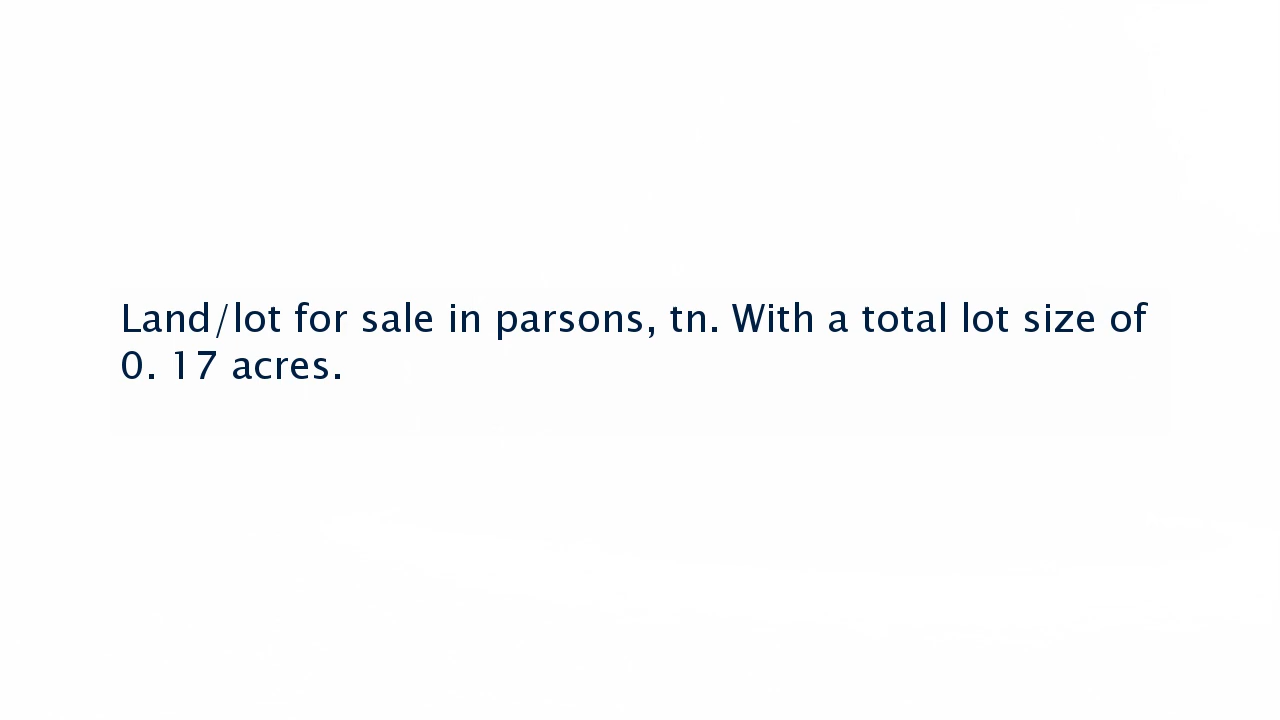 Land/lot for sale in parsons, tn. With a total lot size of
0. 17 acres.